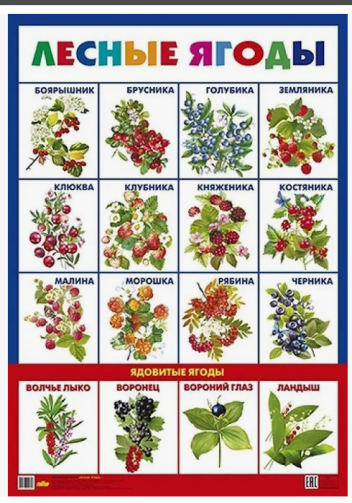 ЛЕСНЫЕ ЯГОДЫ
БОЯРЫШНИК БРУСНИКА ГОЛУБИКА ЗЕМЛЯНИКА
КЛЮКВА КЛУБНИКА КНЯЖЕНИКА КОСТЯНИКА
МАЛИНА МОРОШКА РЯБИНА ЧЕРНИКА
ЯДОВИТЫЕ ЯГОДЫ
ВОЛЧЬЕ ЛЫКО ВОРОНЕЦ ВОРОНИЙ ГЛАЗ ЛАНДЫШ
ЕАС